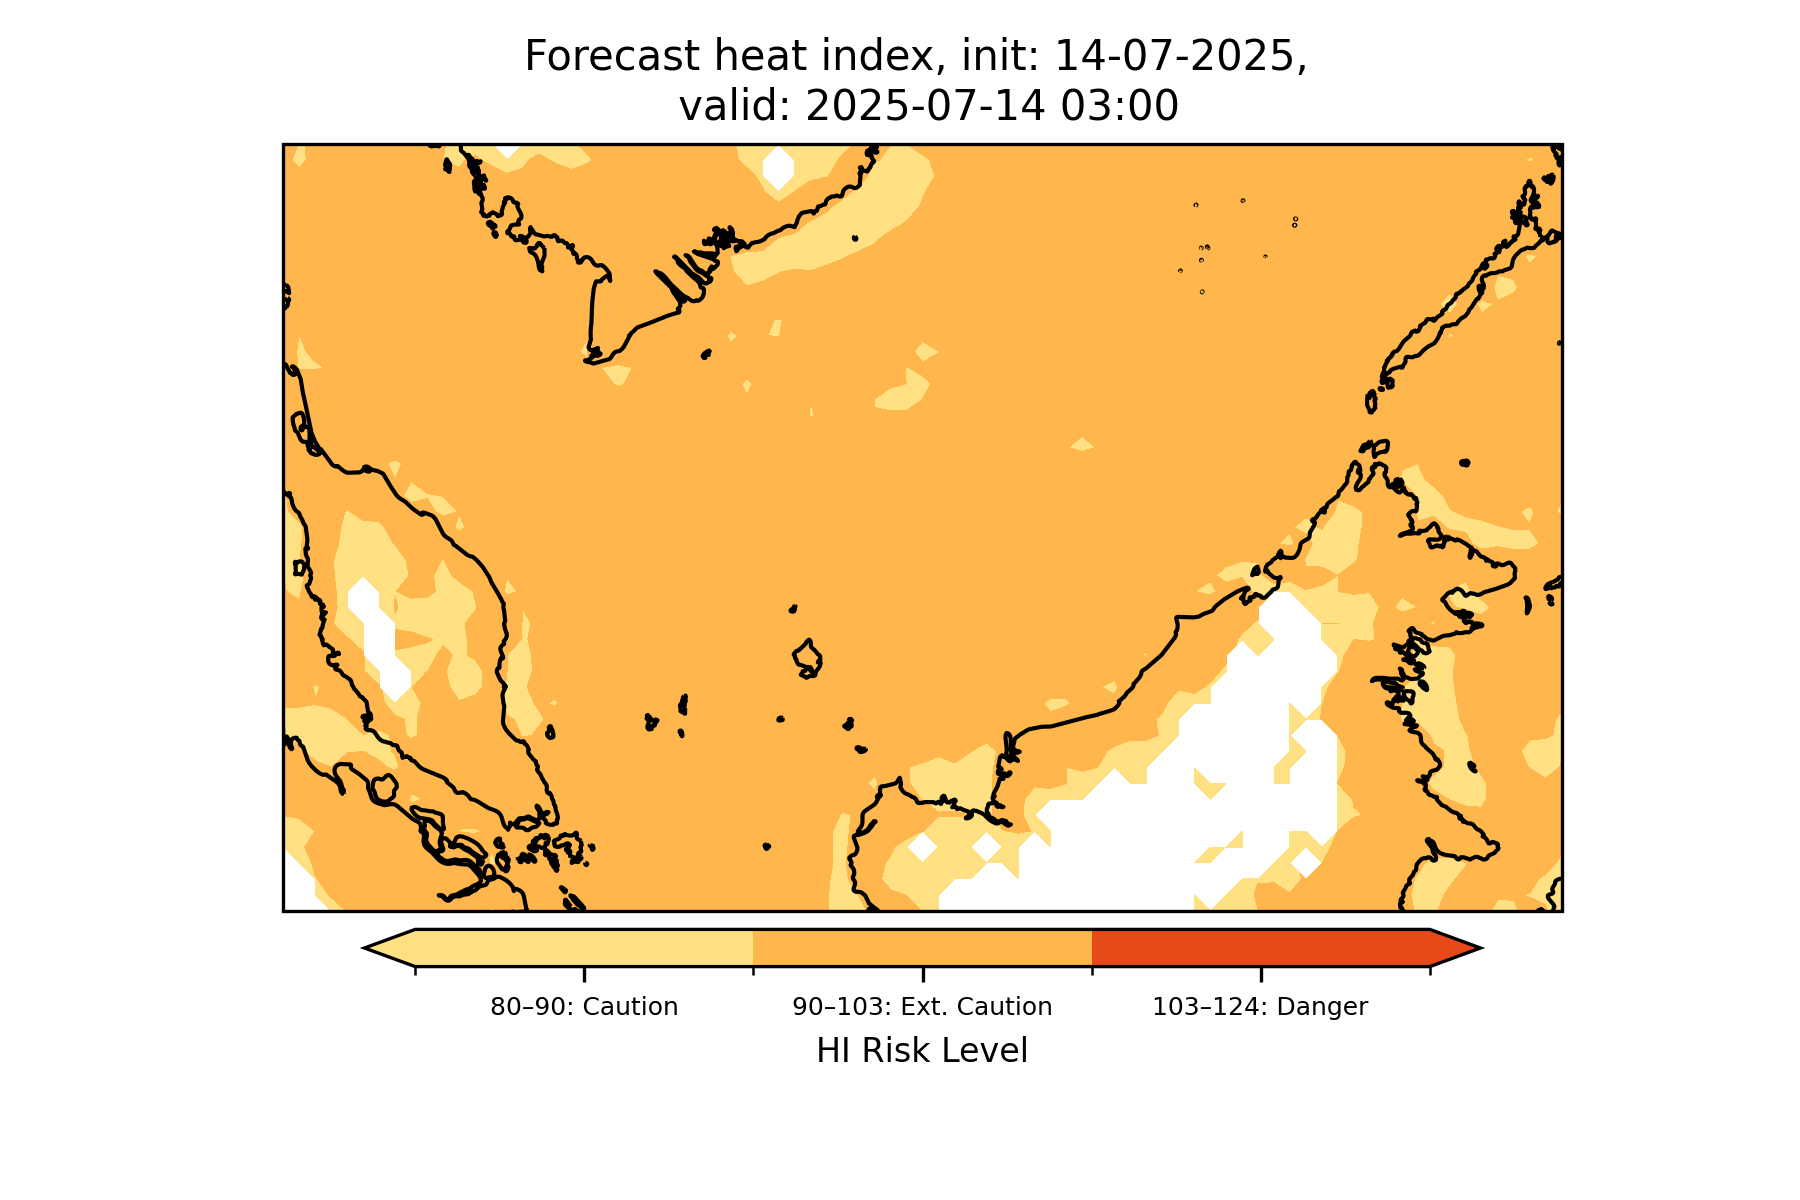 Forecast heat index, init: 14-07-2025,
valid: 2025-07-14 03:00
80–90: Caution
90–103: Ext. Caution
103–124: Danger
HI Risk Level